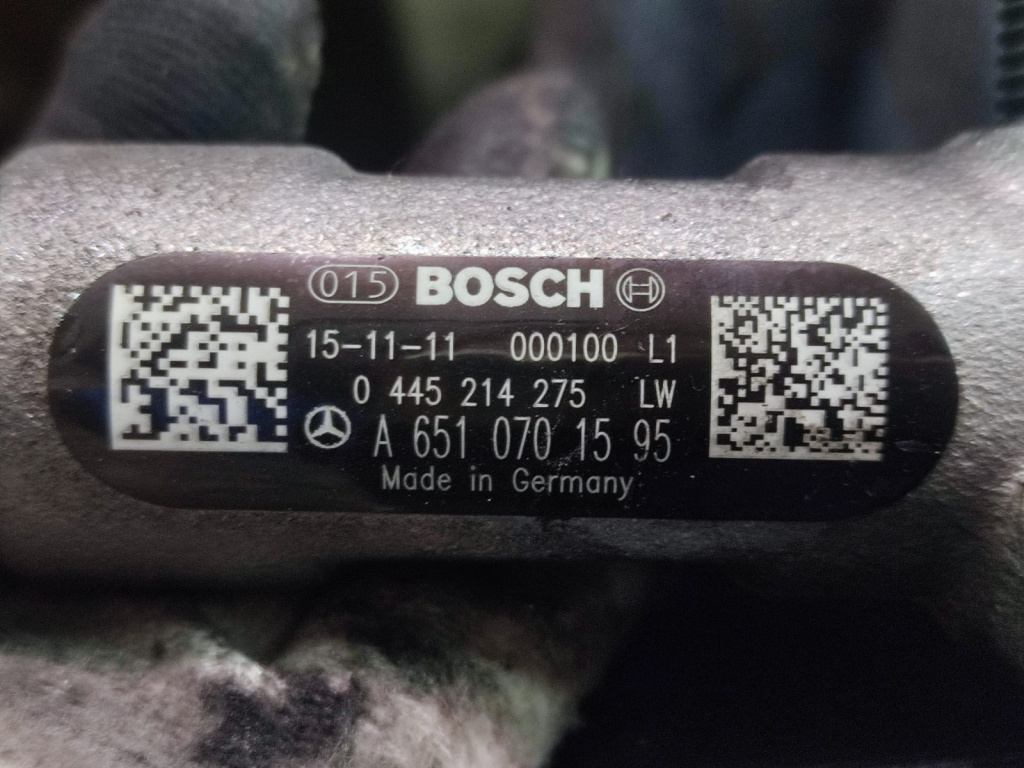 015 BOSCH
15-11-11 000100 L1
0 445 214 275 LW
A 651 070 15 95
Made in Germany